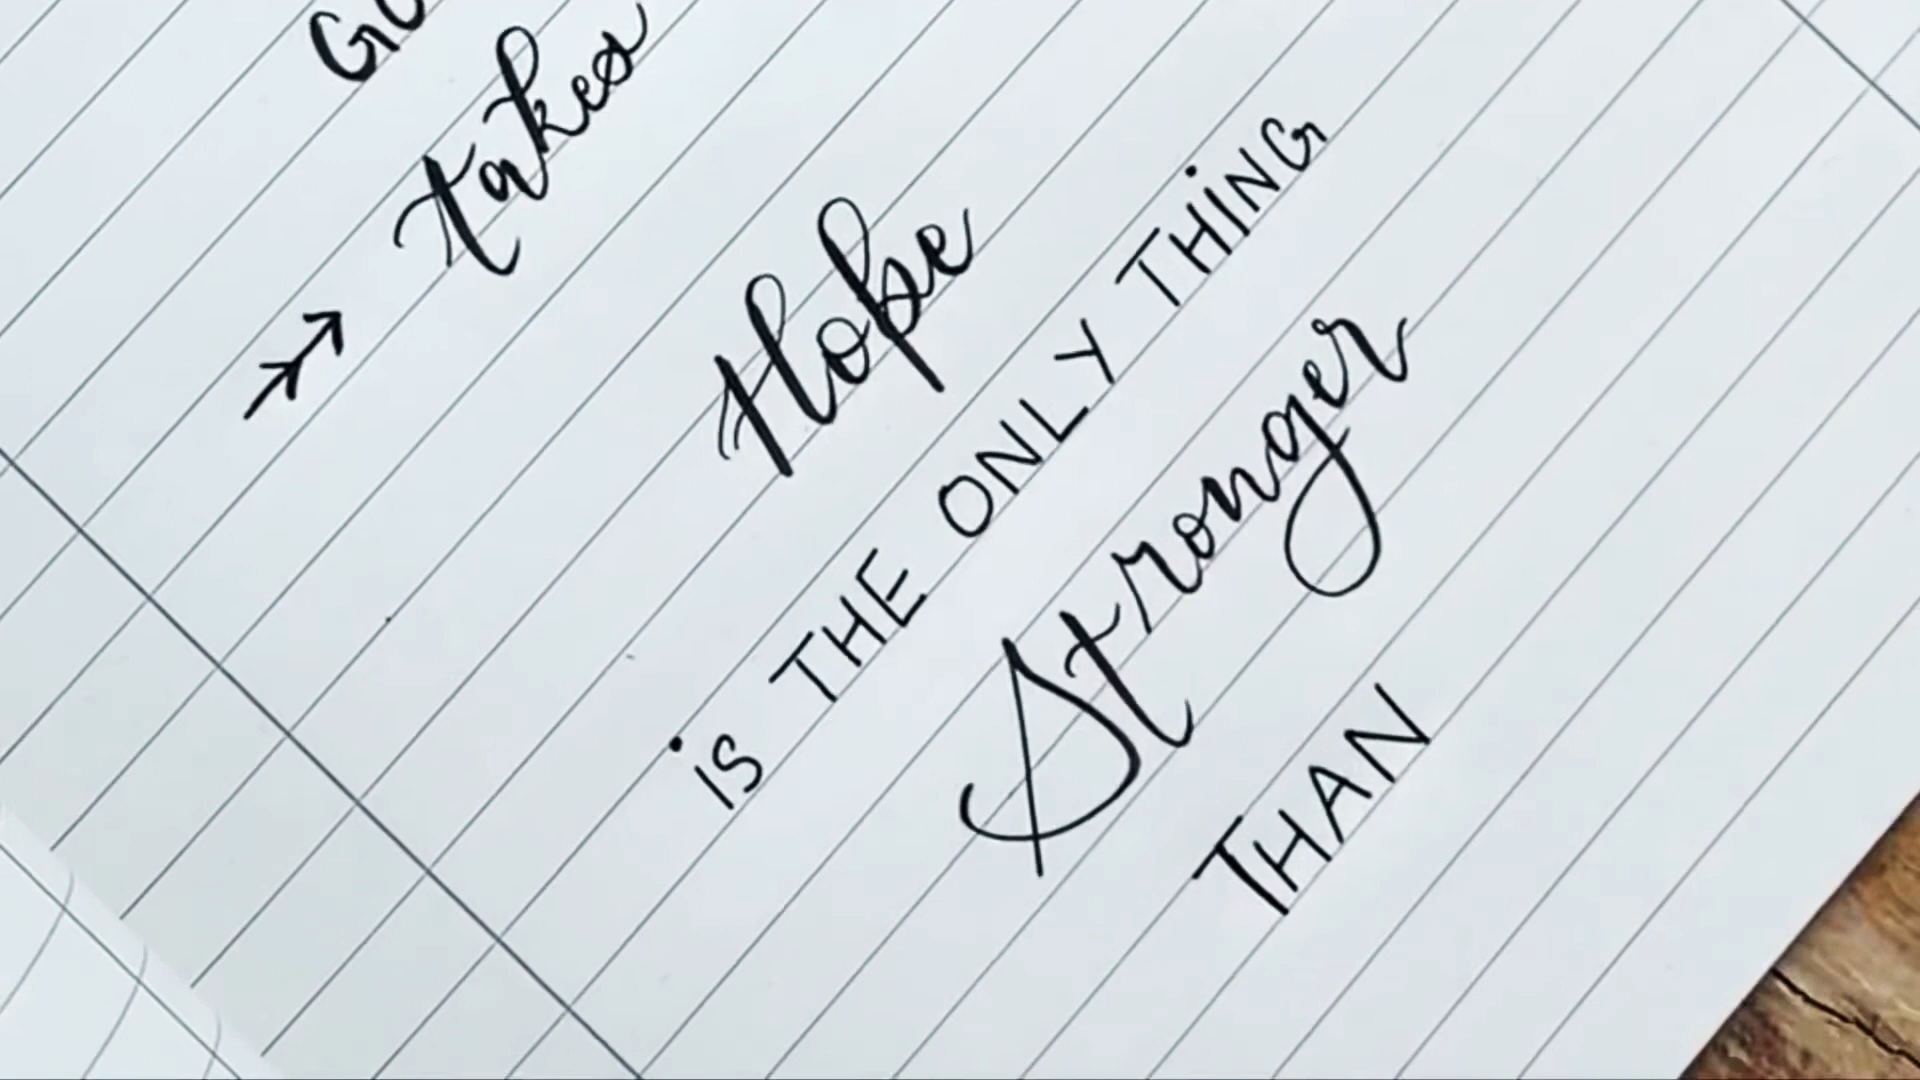 takes
Hope
is THE ONLY THING
Stronger
THAN